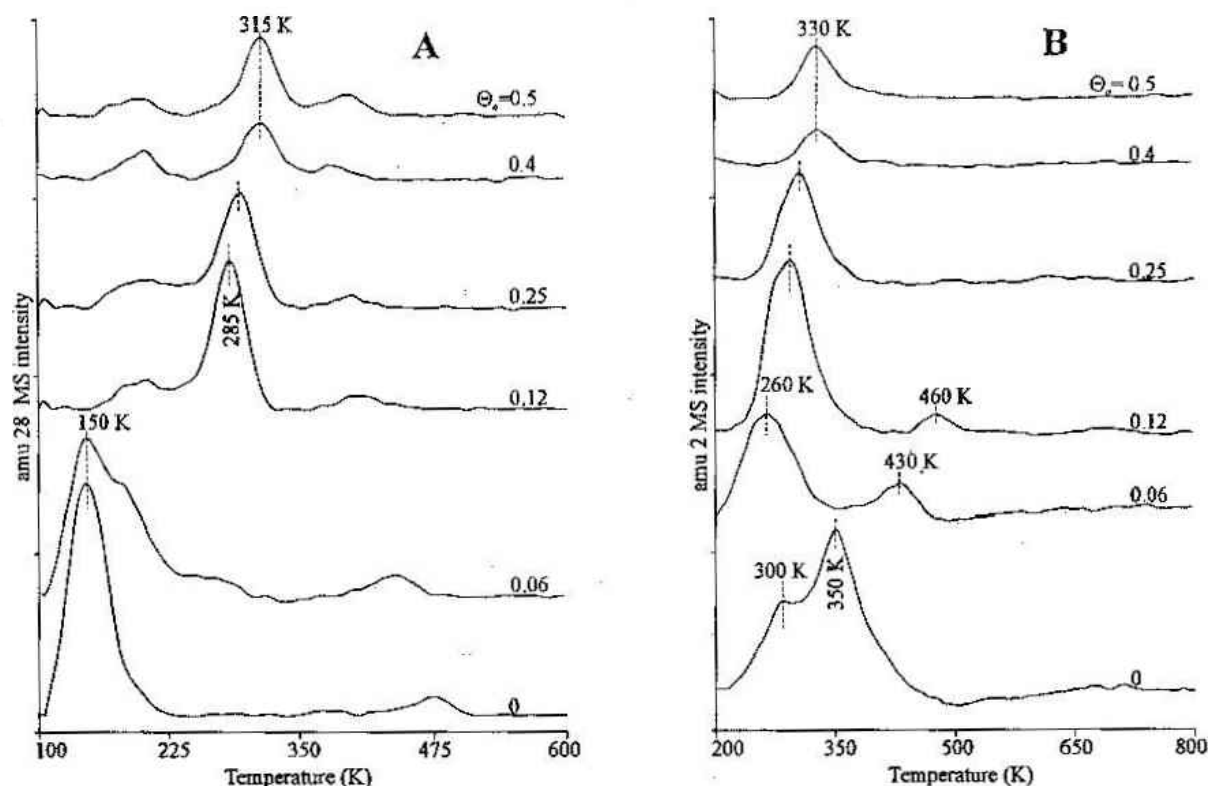 A
315 K
Θₒ= 0.5
0.4
0.25
285 K
0.12
150 K
0.06
0
amu 28 MS intensity
100 225 350 475 600
Temperature (K)
B
330 K
Θₒ= 0.5
0.4
0.25
260 K
460 K
0.12
430 K
0.06
300 K
350 K
0
amu 2 MS intensity
200 350 500 650 800
Temperature (K)